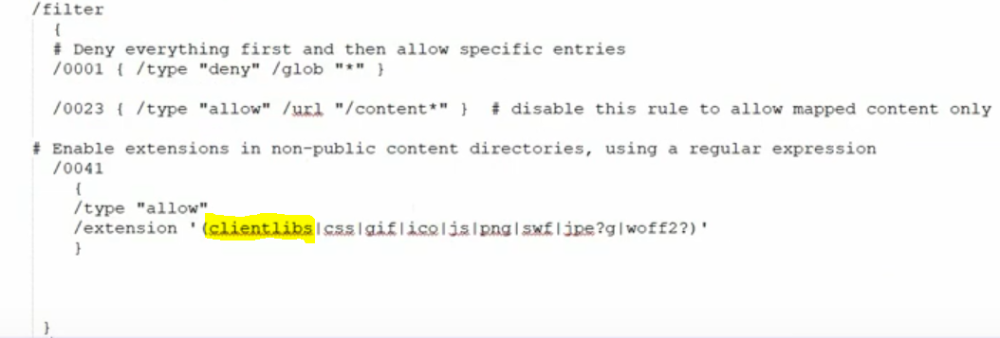 /filter
{
# Deny everything first and then allow specific entries
/0001 { /type "deny" /glob "*" }
/0023 { /type "allow" /url "/content*" } # disable this rule to allow mapped content only
# Enable extensions in non-public content directories, using a regular expression
/0041
{
/type "allow"
/extension '(clientlibs|css|gif|ico|js|png|swf|jpe?g|woff2?)'
}
}